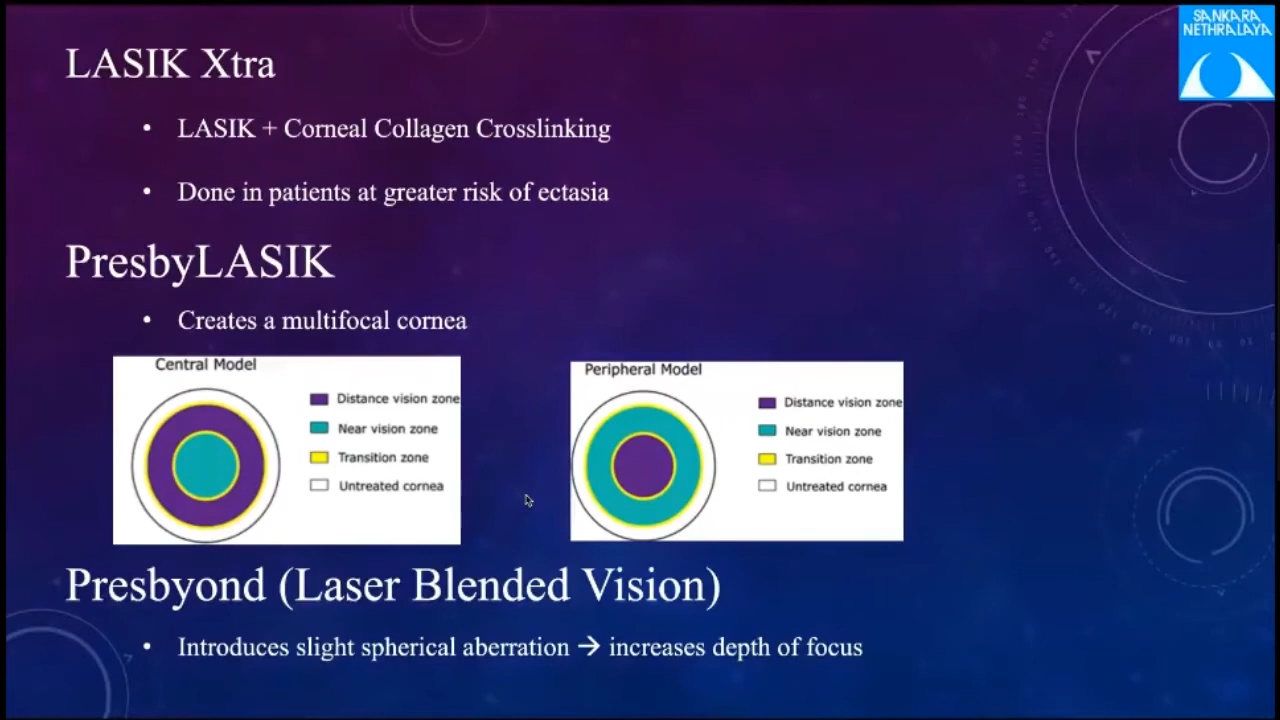 SANKARA
NETHRALAYA
LASIK Xtra
• LASIK + Corneal Collagen Crosslinking
• Done in patients at greater risk of ectasia
PresbyLASIK
• Creates a multifocal cornea
Central Model
Distance vision zone
Near vision zone
Transition zone
Untreated cornea
Peripheral Model
Distance vision zone
Near vision zone
Transition zone
Untreated cornea
Presbyond (Laser Blended Vision)
• Introduces slight spherical aberration → increases depth of focus